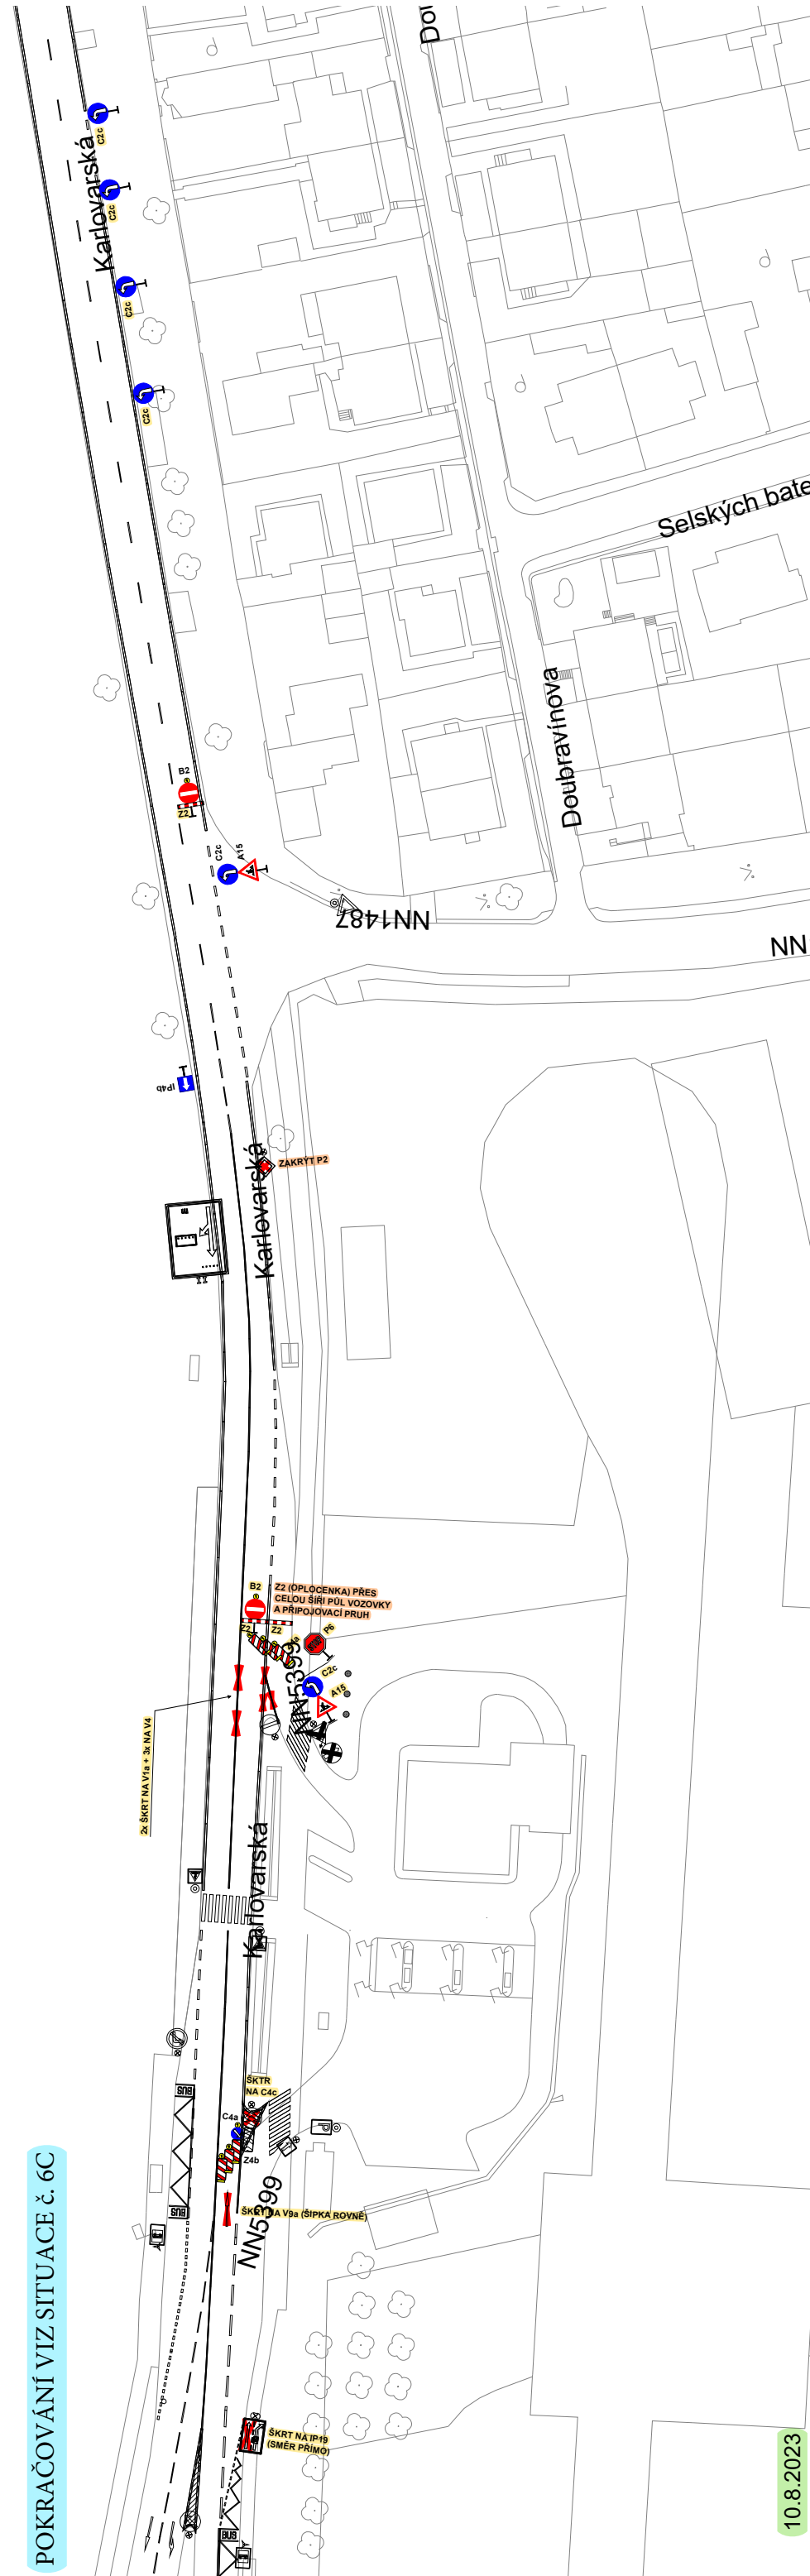 Karlovarská
C2c
C2c
C2c
C2c
Selských bate
Doubravínova
B2
Z2
C2c
A15
NN1487
NN
IP4b
ZAKRÝT P2
Karlovarská
B2
Z2 (OPLOCENKA) PŘES
CELOU ŠÍŘI PŮL VOZOVKY
A PŘIPOJOVACÍ PRUH
Z2
Z2
P6
NN5399
C2c
A15
2x ŠKRT NA V1a + 3x NA V4
Karlovarská
ŠKTR
NA C4c
BUS
C4a
Z4b
BUS
ŠKRT NA V9a (ŠIPKA ROVNĚ)
NN5399
ŠKRT NA IP19
(SMĚR PŘÍMO)
BUS
POKRAČOVÁNÍ VIZ SITUACE č. 6C
10.8.2023